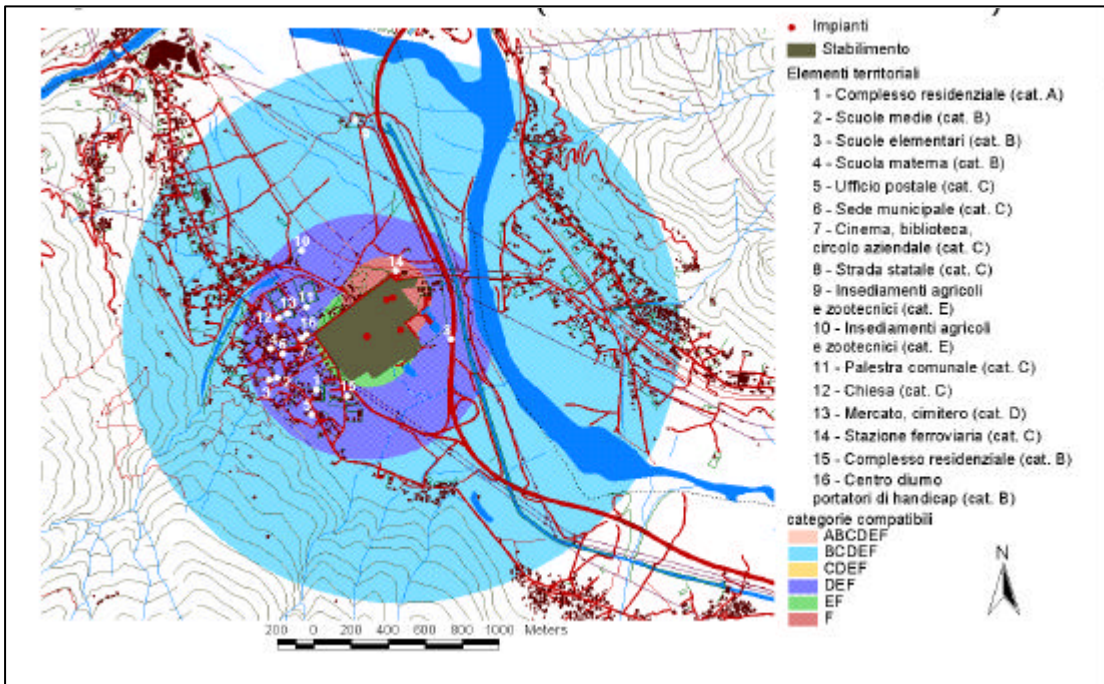 Impianti
Stabilimento
Elementi territoriali
1 - Complesso residenziale (cat. A)
2 - Scuole medie (cat. B)
3 - Scuole elementari (cat. B)
4 - Scuola materna (cat. B)
5 - Ufficio postale (cat. C)
6 - Sede municipale (cat. C)
7 - Cinema, biblioteca,
circolo aziendale (cat. C)
8 - Strada statale (cat. C)
9 - Insediamenti agricoli
e zootecnici (cat. E)
10 - Insediamenti agricoli
e zootecnici (cat. E)
11 - Palestra comunale (cat. C)
12 - Chiesa (cat. C)
13 - Mercato, cimitero (cat. D)
14 - Stazione ferroviaria (cat. C)
15 - Complesso residenziale (cat. B)
16 - Centro diurno
portatori di handicap (cat. B)
categorie compatibili
ABCDEF
BCDEF
CDEF
DEF
EF
F
N
9
10
14
11
13
12
16
8
15
200 0 200 400 600 800 1000 Meters